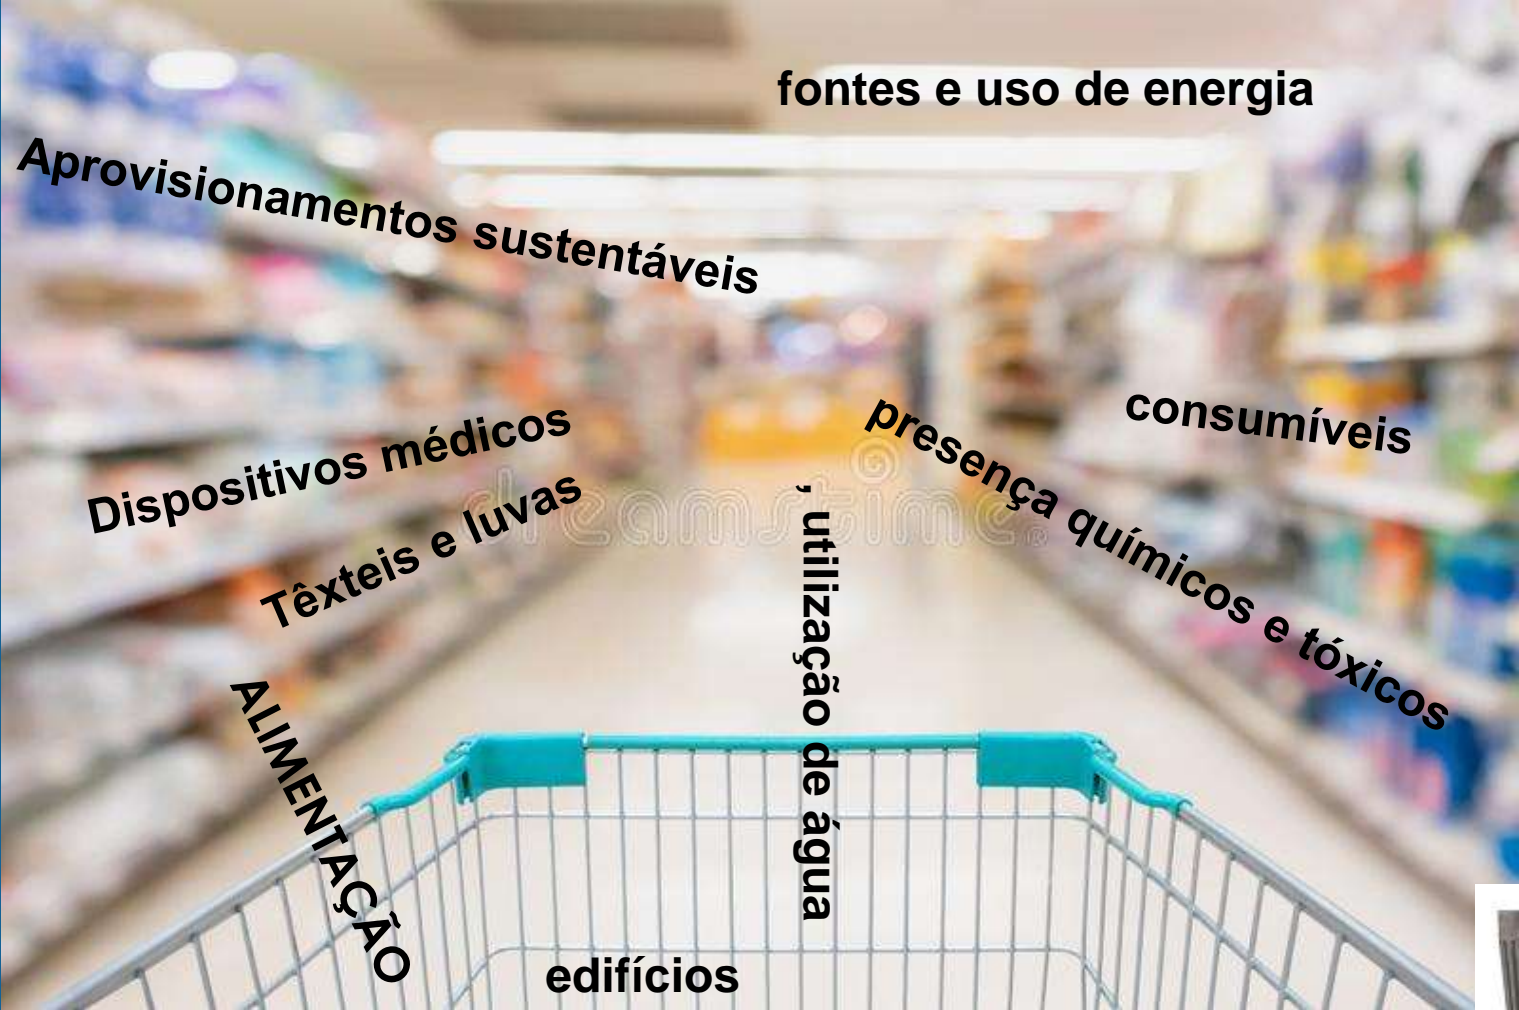 fontes e uso de energia
Aprovisionamentos sustentáveis
consumíveis
Dispositivos médicos
presença químicos e tóxicos
Têxteis e luvas
dreamstime
, utilização de água
ALIMENTAÇÃO
edifícios